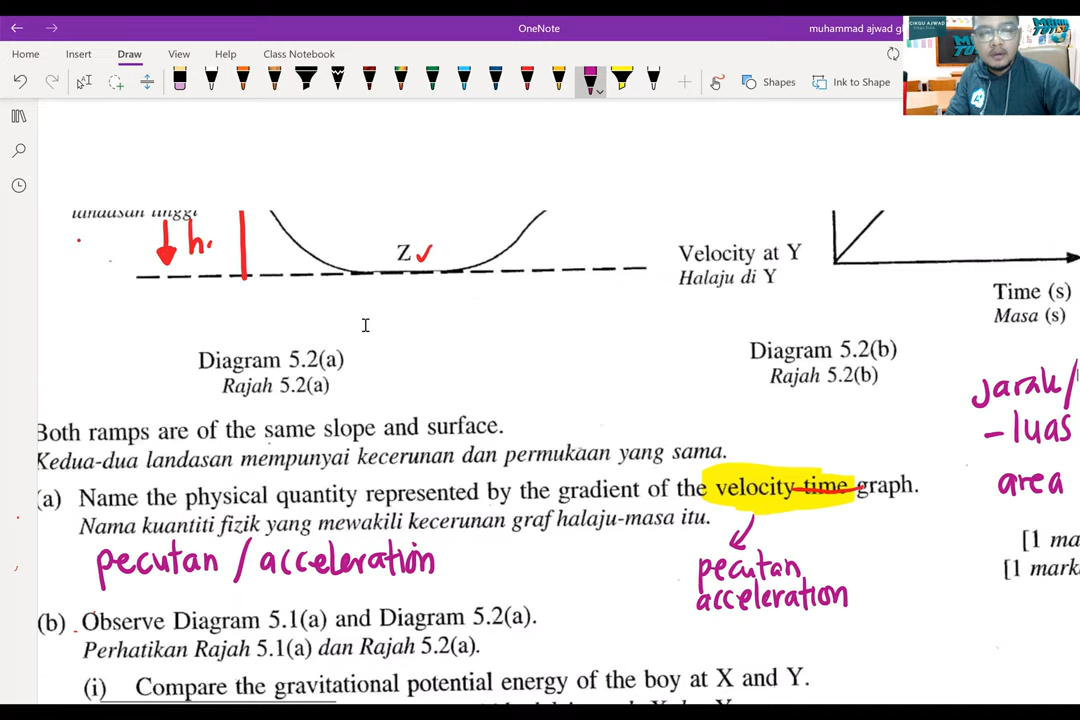 OneNote
muhammad ajwad
CIKGU AJWAD
Home Insert Draw View Help Class Notebook
Shapes Ink to Shape
landasan tinggi
h.
Z
Velocity at Y
Halaju di Y
Time (s)
Masa (s)
Diagram 5.2(a)
Rajah 5.2(a)
Diagram 5.2(b)
Rajah 5.2(b)
Jarak/
- luas
area
Both ramps are of the same slope and surface.
Kedua-dua landasan mempunyai kecerunan dan permukaan yang sama.
(a) Name the physical quantity represented by the gradient of the velocity-time graph.
Nama kuantiti fizik yang mewakili kecerunan graf halaju-masa itu.
[1 ma
[1 mark
pecutan / acceleration
pecutan
acceleration
(b) Observe Diagram 5.1(a) and Diagram 5.2(a).
Perhatikan Rajah 5.1(a) dan Rajah 5.2(a).
(i) Compare the gravitational potential energy of the boy at X and Y.